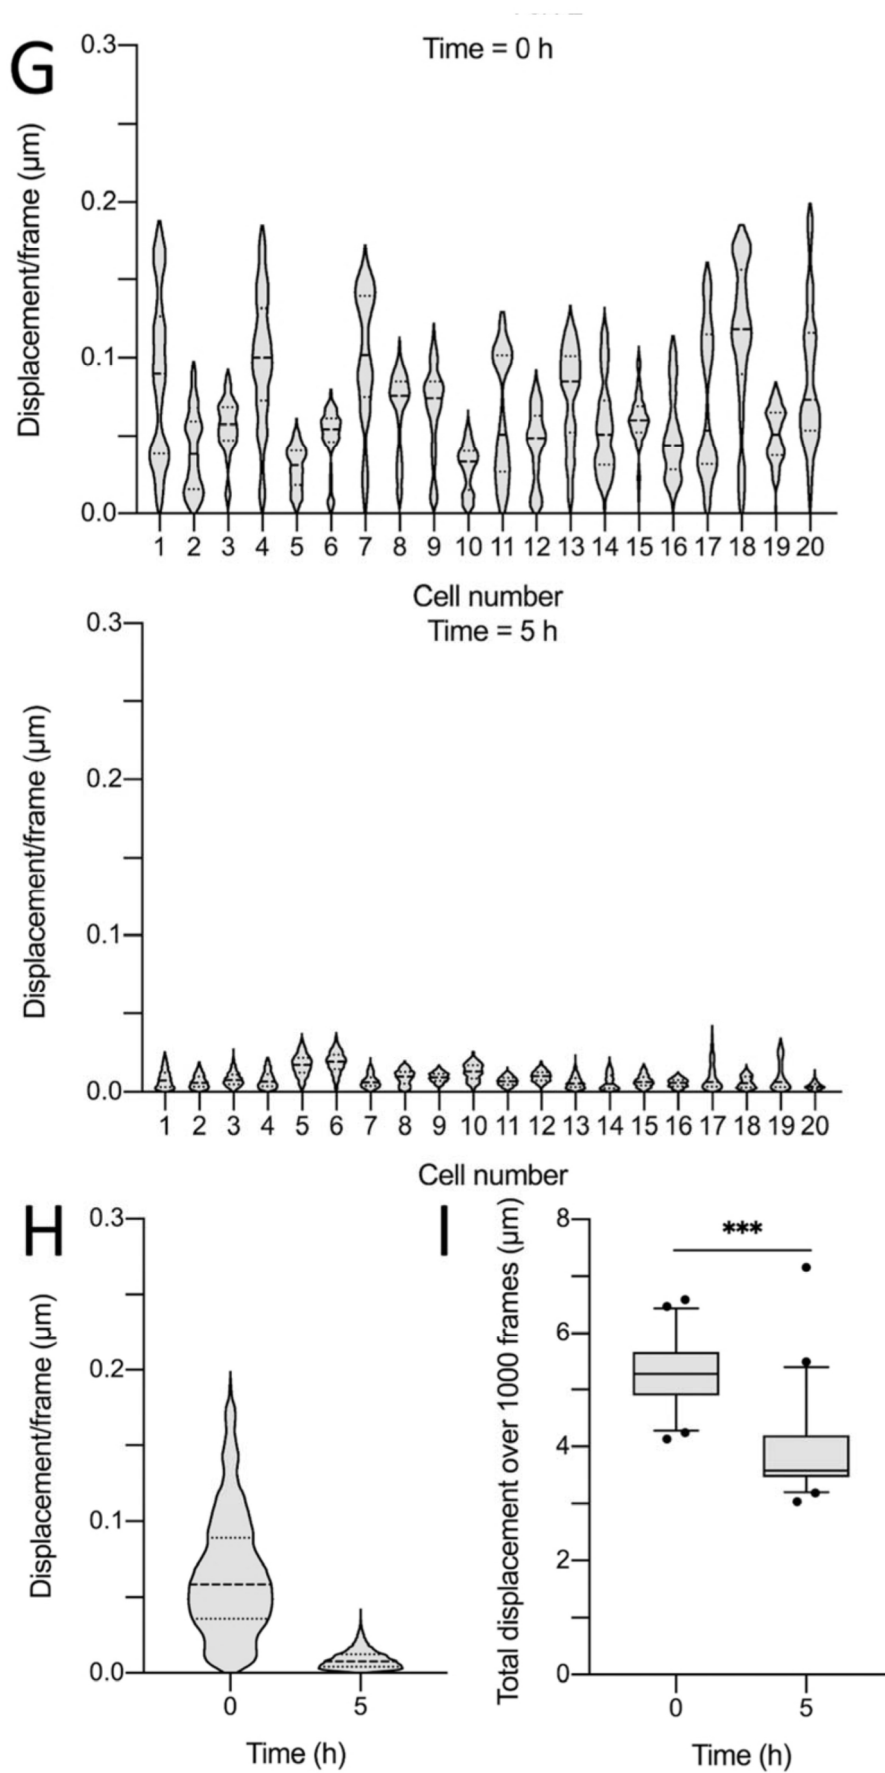 G
Time = 0 h
Displacement/frame (µm)
0.3
0.2
0.1
0.0
1 2 3 4 5 6 7 8 9 10 11 12 13 14 15 16 17 18 19 20
Cell number
Time = 5 h
Displacement/frame (µm)
0.3
0.2
0.1
0.0
1 2 3 4 5 6 7 8 9 10 11 12 13 14 15 16 17 18 19 20
Cell number
H
Displacement/frame (µm)
0.3
0.2
0.1
0.0
0 5
Time (h)
I
Total displacement over 1000 frames (µm)
8
6
4
2
0
***
0 5
Time (h)